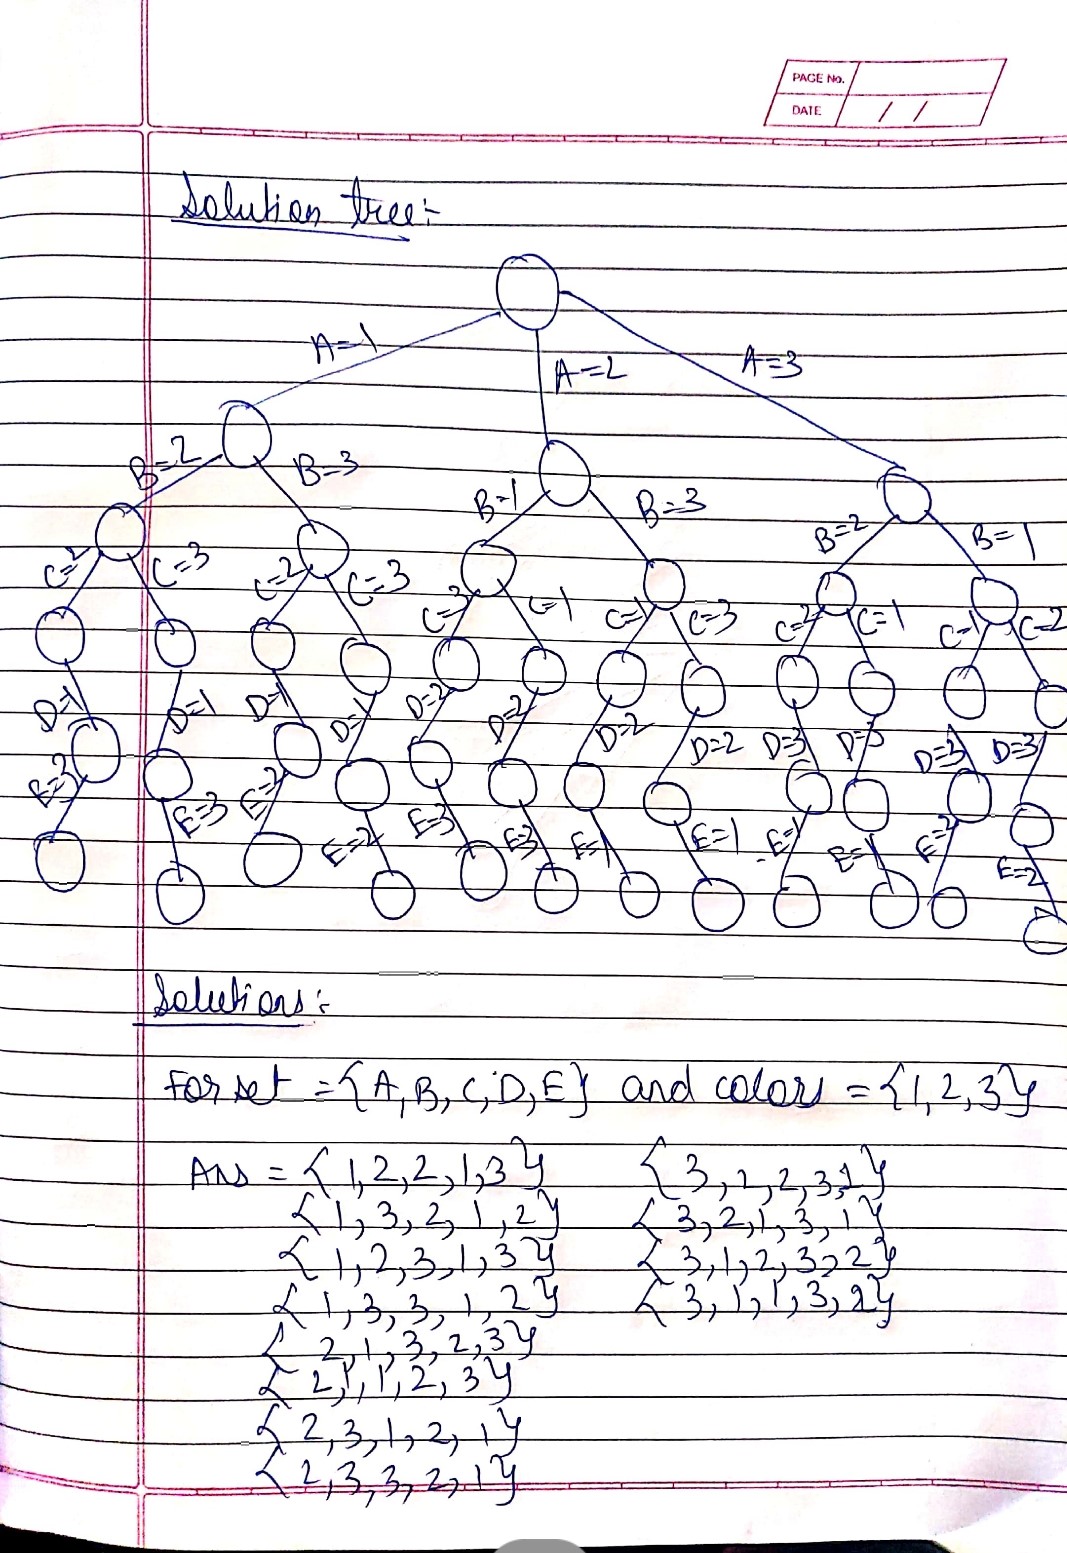 PAGE No.
DATE / /
Solution tree:-
A=1 A=2 A=3
B=2 B=3 B=1 B=3 B=2 B=1
C=2 C=3 C=2 C=3 C=3 C=1 C=1 C=3 C=2 C=1 C=1 C=2
D=1 D=1 D=1 D=1 D=2 D=2 D=2 D=2 D=3 D=3 D=3 D=3
E=3 E=3 E=2 E=2 E=3 E=3 E=1 E=1 E=1 E=1 E=2 E=2
Solutions:-
For set = {A, B, C, D, E} and colors = {1, 2, 3}
Ans = {1,2,2,1,3} {3,2,2,3,1}
{1,3,2,1,2} {3,2,1,3,1}
{1,2,3,1,3} {3,1,2,3,2}
{1,3,3,1,2} {3,1,1,3,2}
{2,1,3,2,3}
{2,1,1,2,3}
{2,3,1,2,1}
{2,3,3,2,1}